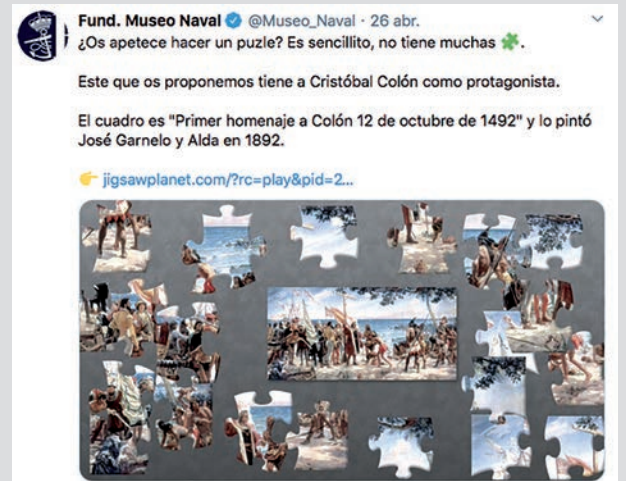 Fund. Museo Naval @Museo_Naval · 26 abr.
¿Os apetece hacer un puzle? Es sencillito, no tiene muchas 🧩.
Este que os proponemos tiene a Cristóbal Colón como protagonista.
El cuadro es "Primer homenaje a Colón 12 de octubre de 1492" y lo pintó
José Garnelo y Alda en 1892.
👉 jigsawplanet.com/?rc=play&pid=2...